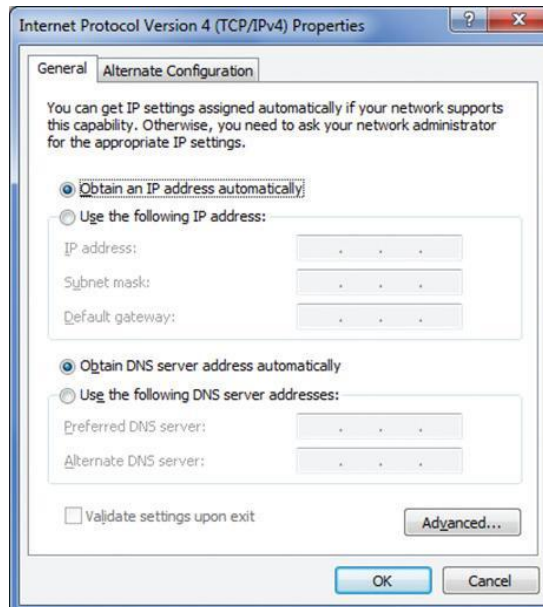 Internet Protocol Version 4 (TCP/IPv4) Properties
?
X
General
Alternate Configuration
You can get IP settings assigned automatically if your network supports
this capability. Otherwise, you need to ask your network administrator
for the appropriate IP settings.
Obtain an IP address automatically
Use the following IP address:
IP address:
Subnet mask:
Default gateway:
Obtain DNS server address automatically
Use the following DNS server addresses:
Preferred DNS server:
Alternate DNS server:
Validate settings upon exit
Advanced...
OK
Cancel